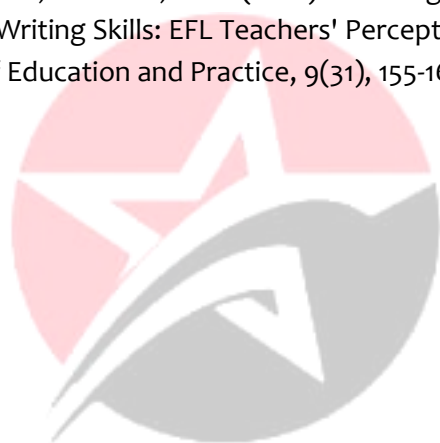 Writing Skills: EFL Teachers' Percept
Education and Practice, 9(31), 155-16